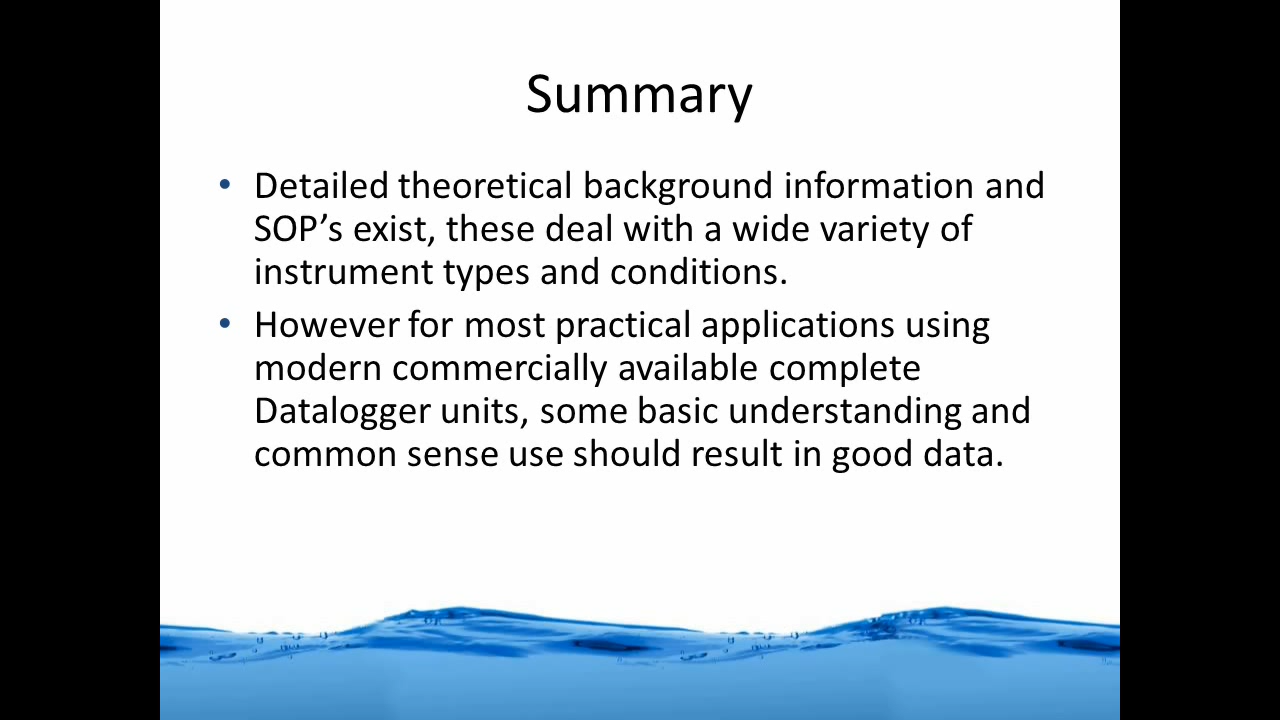 Summary
• Detailed theoretical background information and
SOP’s exist, these deal with a wide variety of
instrument types and conditions.
• However for most practical applications using
modern commercially available complete
Datalogger units, some basic understanding and
common sense use should result in good data.